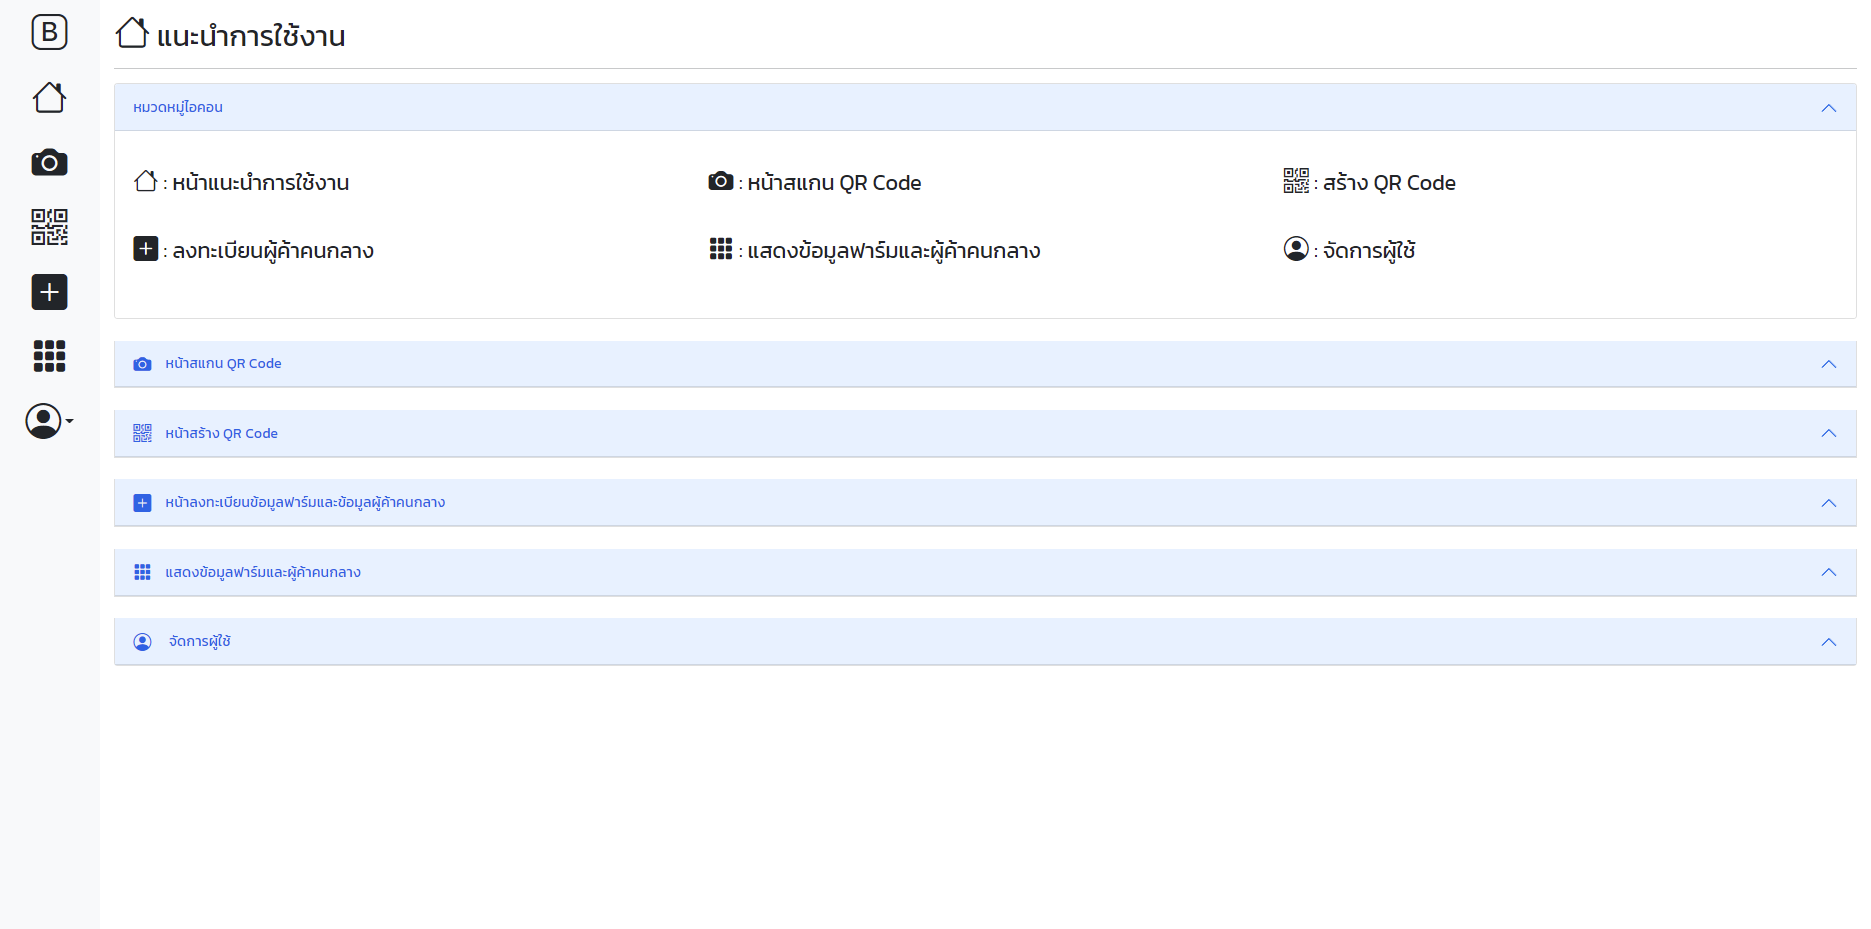 B
แนะนำการใช้งาน
หมวดหมู่ไอคอน
: หน้าแนะนำการใช้งาน
: หน้าสแกน QR Code
: สร้าง QR Code
: ลงทะเบียนผู้ค้าคนกลาง
: แสดงข้อมูลฟาร์มและผู้ค้าคนกลาง
: จัดการผู้ใช้
หน้าสแกน QR Code
หน้าสร้าง QR Code
หน้าลงทะเบียนข้อมูลฟาร์มและข้อมูลผู้ค้าคนกลาง
แสดงข้อมูลฟาร์มและผู้ค้าคนกลาง
จัดการผู้ใช้